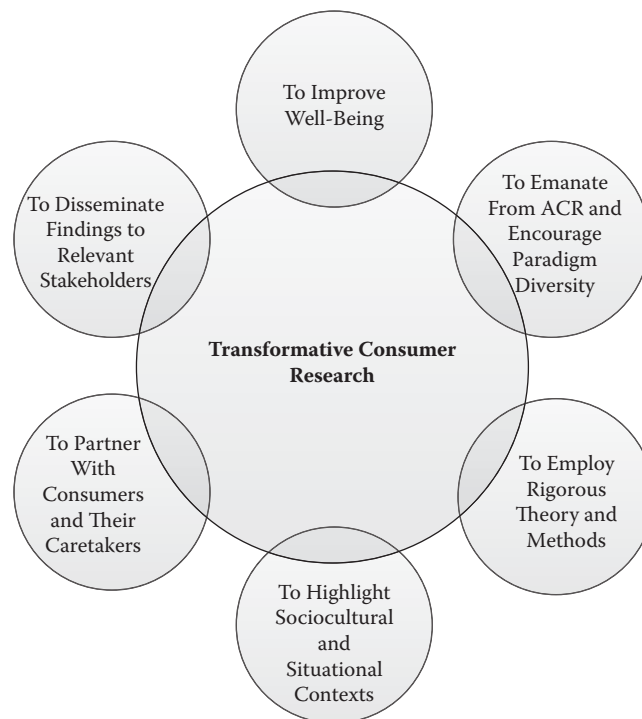 To Improve
Well-Being
To Emanate
From ACR and
Encourage
Paradigm
Diversity
To Employ
Rigorous
Theory and
Methods
To Highlight
Sociocultural
and
Situational
Contexts
To Partner
With
Consumers
and Their
Caretakers
To Disseminate
Findings to
Relevant
Stakeholders
Transformative Consumer
Research